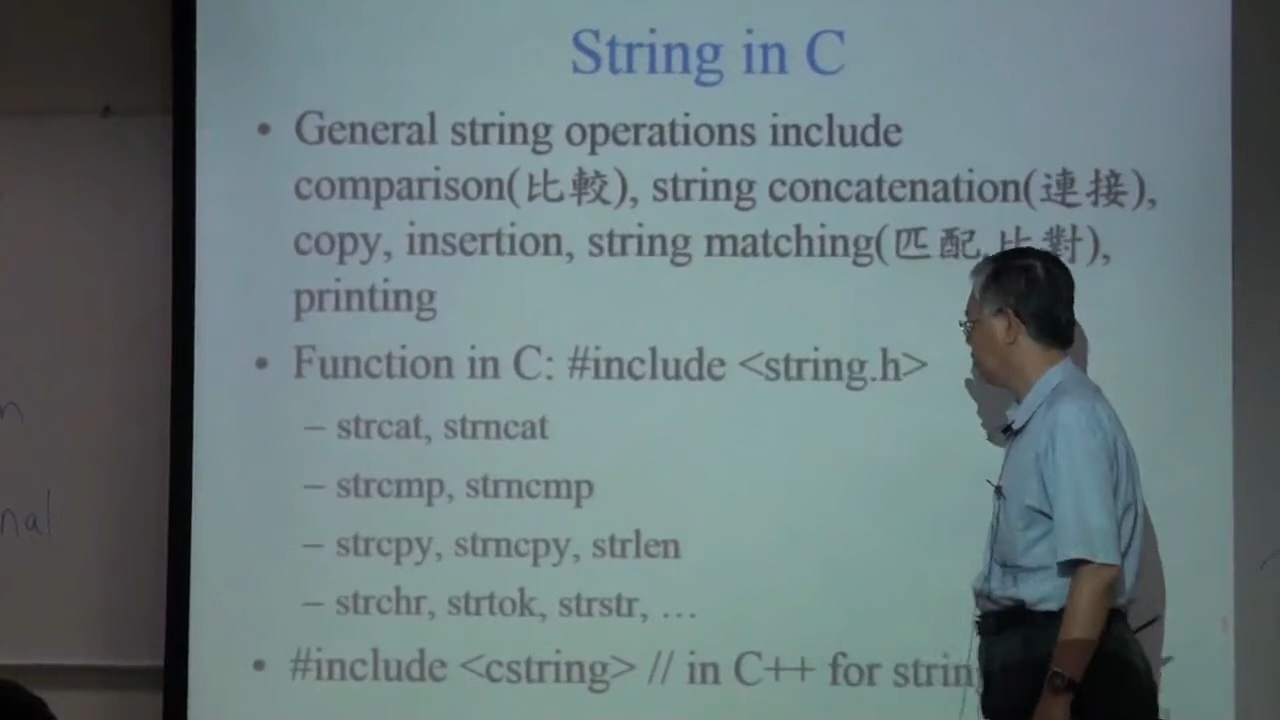 String in C
• General string operations include
comparison(比較), string concatenation(連接),
copy, insertion, string matching(匹配 比對),
printing
• Function in C: #include <string.h>
– strcat, strncat
– strcmp, strncmp
– strcpy, strncpy, strlen
– strchr, strtok, strstr, …
• #include <cstring> // in C++ for strin
nal